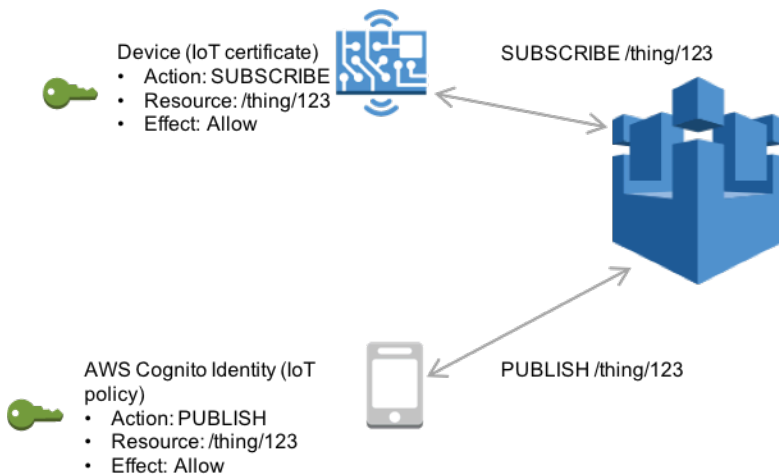 Device (IoT certificate)
• Action: SUBSCRIBE
• Resource: /thing/123
• Effect: Allow
SUBSCRIBE /thing/123
AWS Cognito Identity (IoT
policy)
• Action: PUBLISH
• Resource: /thing/123
• Effect: Allow
PUBLISH /thing/123